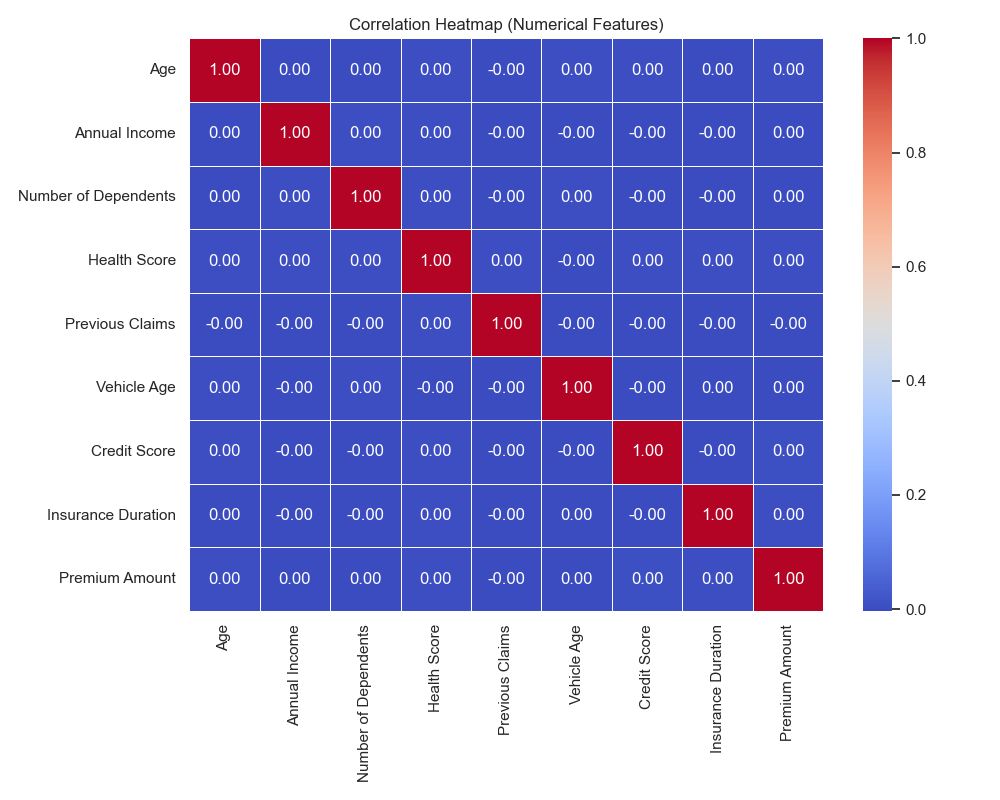 Correlation Heatmap (Numerical Features)
Age 1.00 0.00 0.00 0.00 -0.00 0.00 0.00 0.00 0.00
Annual Income 0.00 1.00 0.00 0.00 -0.00 -0.00 -0.00 -0.00 0.00
Number of Dependents 0.00 0.00 1.00 0.00 -0.00 0.00 -0.00 -0.00 0.00
Health Score 0.00 0.00 0.00 1.00 0.00 -0.00 0.00 0.00 0.00
Previous Claims -0.00 -0.00 -0.00 0.00 1.00 -0.00 -0.00 -0.00 -0.00
Vehicle Age 0.00 -0.00 0.00 -0.00 -0.00 1.00 -0.00 0.00 0.00
Credit Score 0.00 -0.00 -0.00 0.00 -0.00 -0.00 1.00 -0.00 0.00
Insurance Duration 0.00 -0.00 -0.00 0.00 -0.00 0.00 -0.00 1.00 0.00
Premium Amount 0.00 0.00 0.00 0.00 -0.00 0.00 0.00 0.00 1.00
Age
Annual Income
Number of Dependents
Health Score
Previous Claims
Vehicle Age
Credit Score
Insurance Duration
Premium Amount
1.0
0.8
0.6
0.4
0.2
0.0